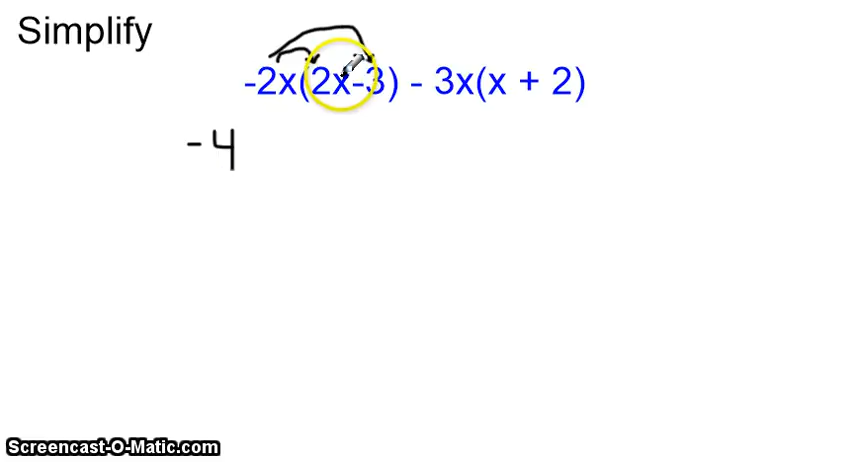 Simplify
-2x(2x-3) - 3x(x + 2)
-4
Screencast-O-Matic.com